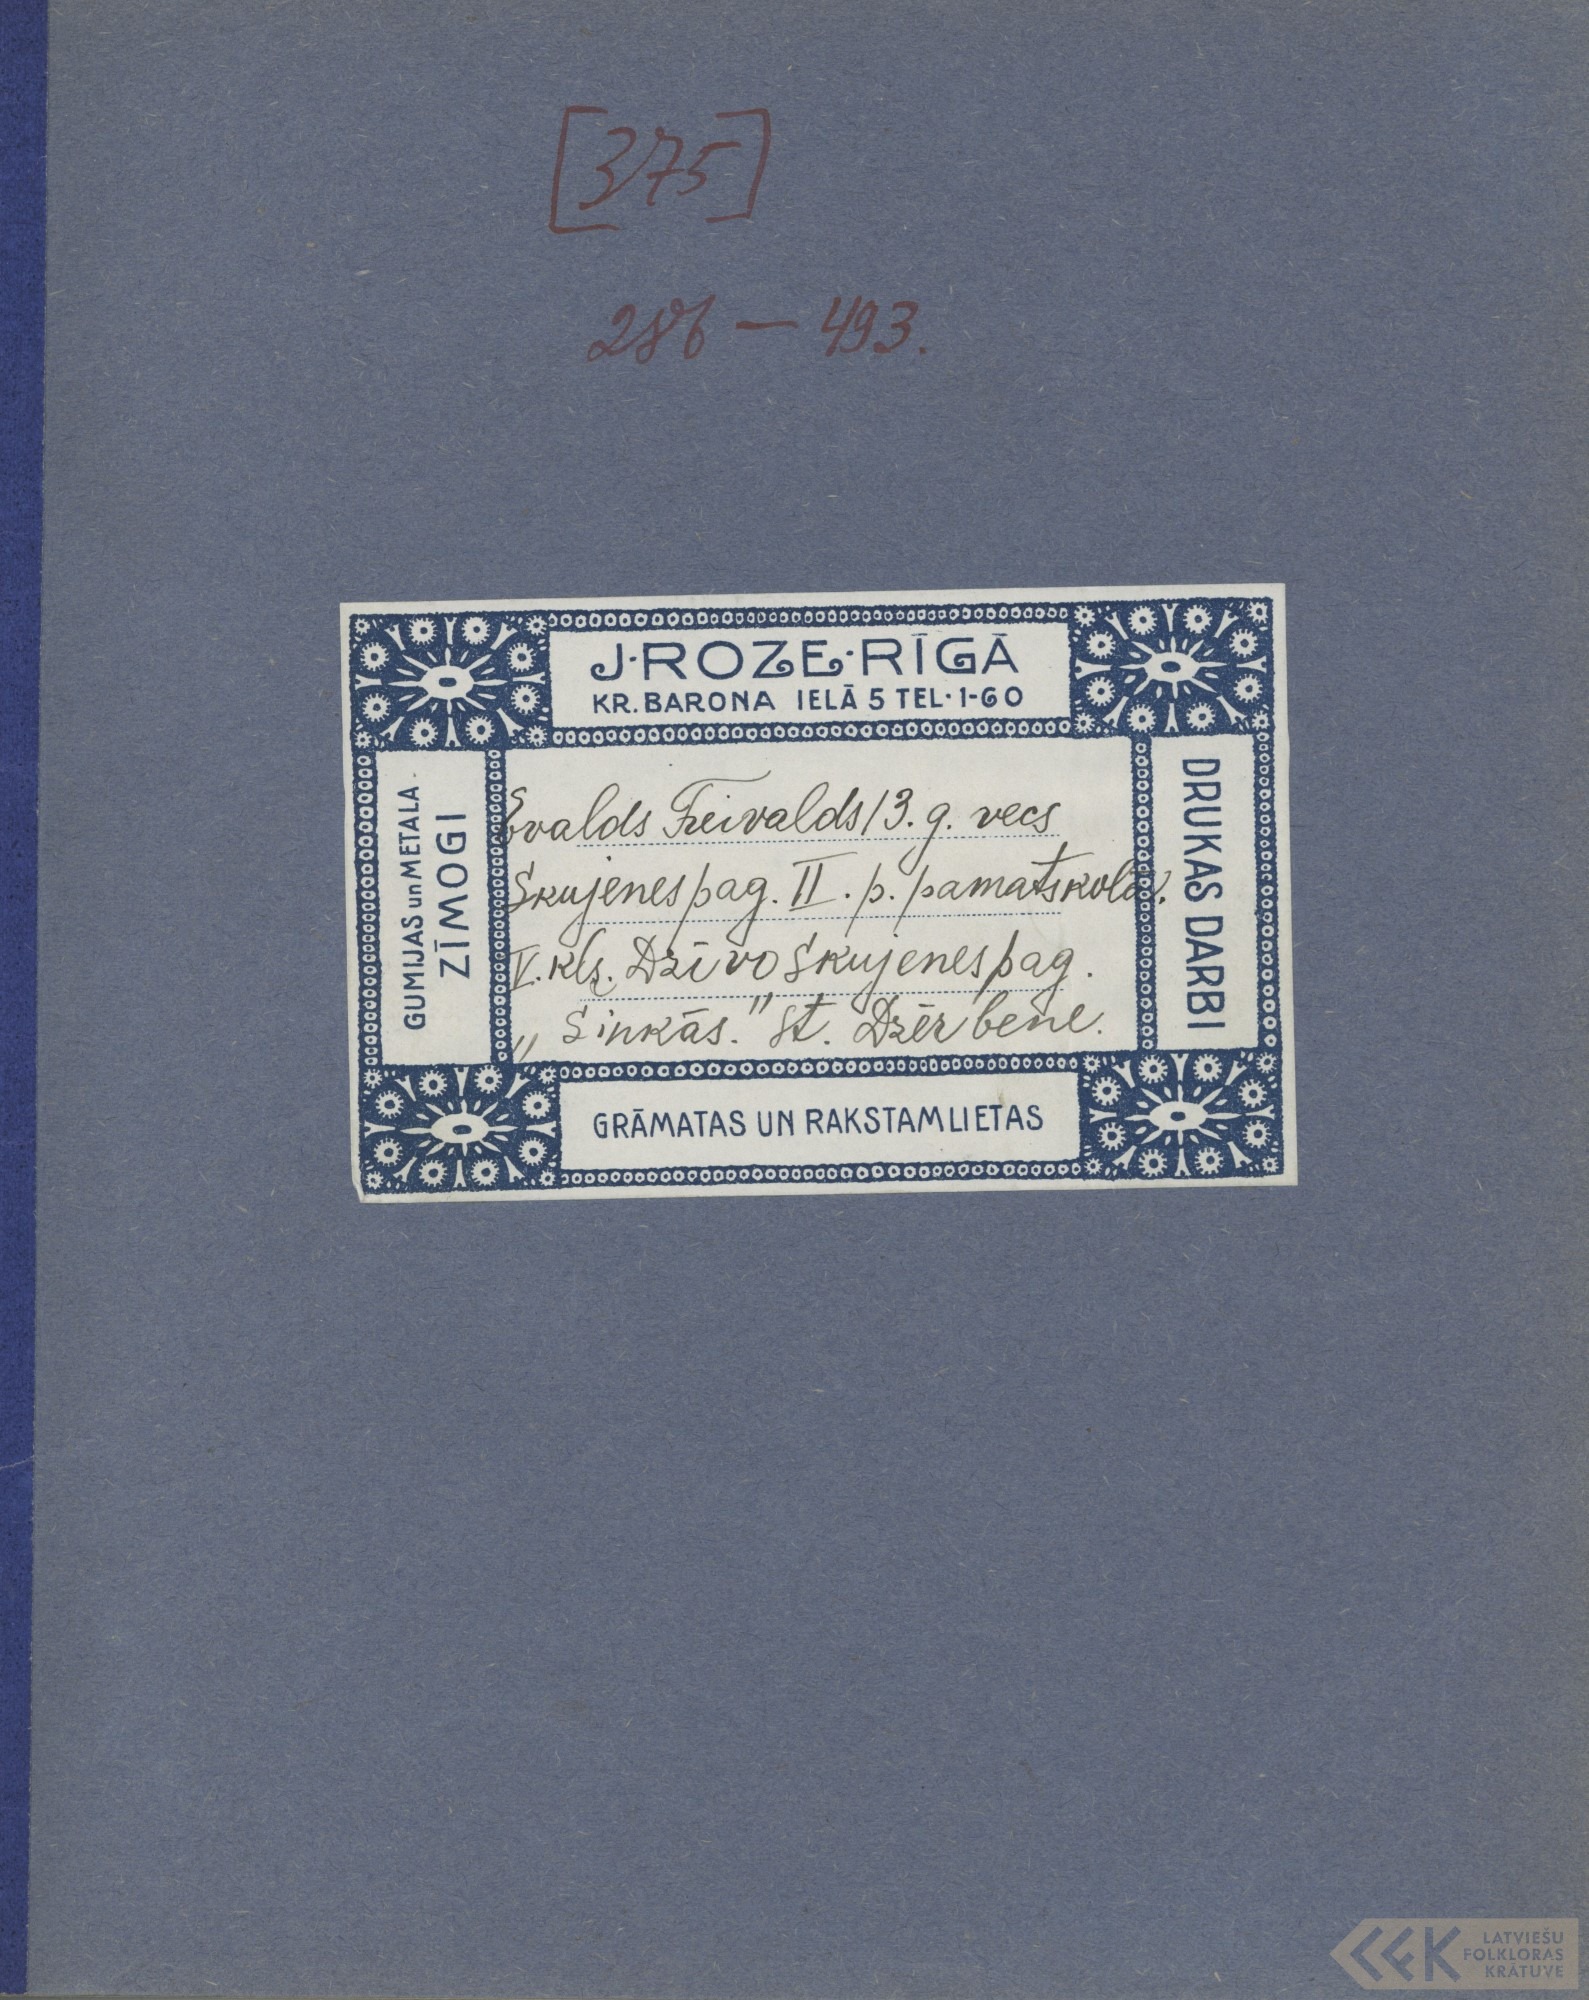 [375]
286 — 493.
J·ROZE·RĪGĀ
KR. BARONA IELĀ 5 TEL·1-60
GUMIJAS un METALA
ZĪMOGI
Evalds Freivalds 13. g. vecs
Skujenes pag. II. p. pamatskolas.
V. kls. Dzīvo Skujenes pag.
„Sinkās." St. Dzērbene.
DRUKAS DARBI
GRĀMATAS UN RAKSTAMLIETAS
LATVIEŠU
FOLKLORAS
KRĀTUVE